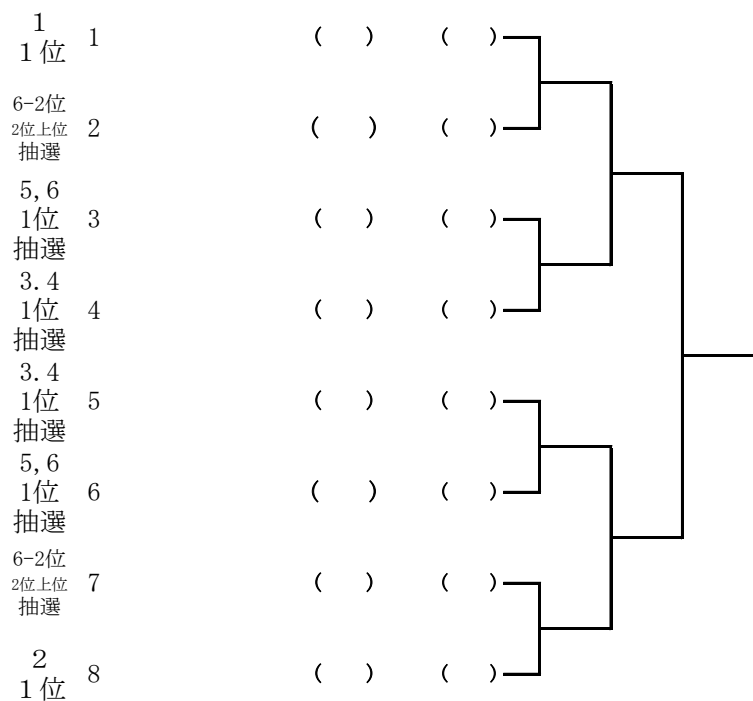 1
1位 1 ( ) ( )
6-2位
2位上位 2 ( ) ( )
抽選
5,6
1位 3 ( ) ( )
抽選
3.4
1位 4 ( ) ( )
抽選
3.4
1位 5 ( ) ( )
抽選
5,6
1位 6 ( ) ( )
抽選
6-2位
2位上位 7 ( ) ( )
抽選
2
1位 8 ( ) ( )